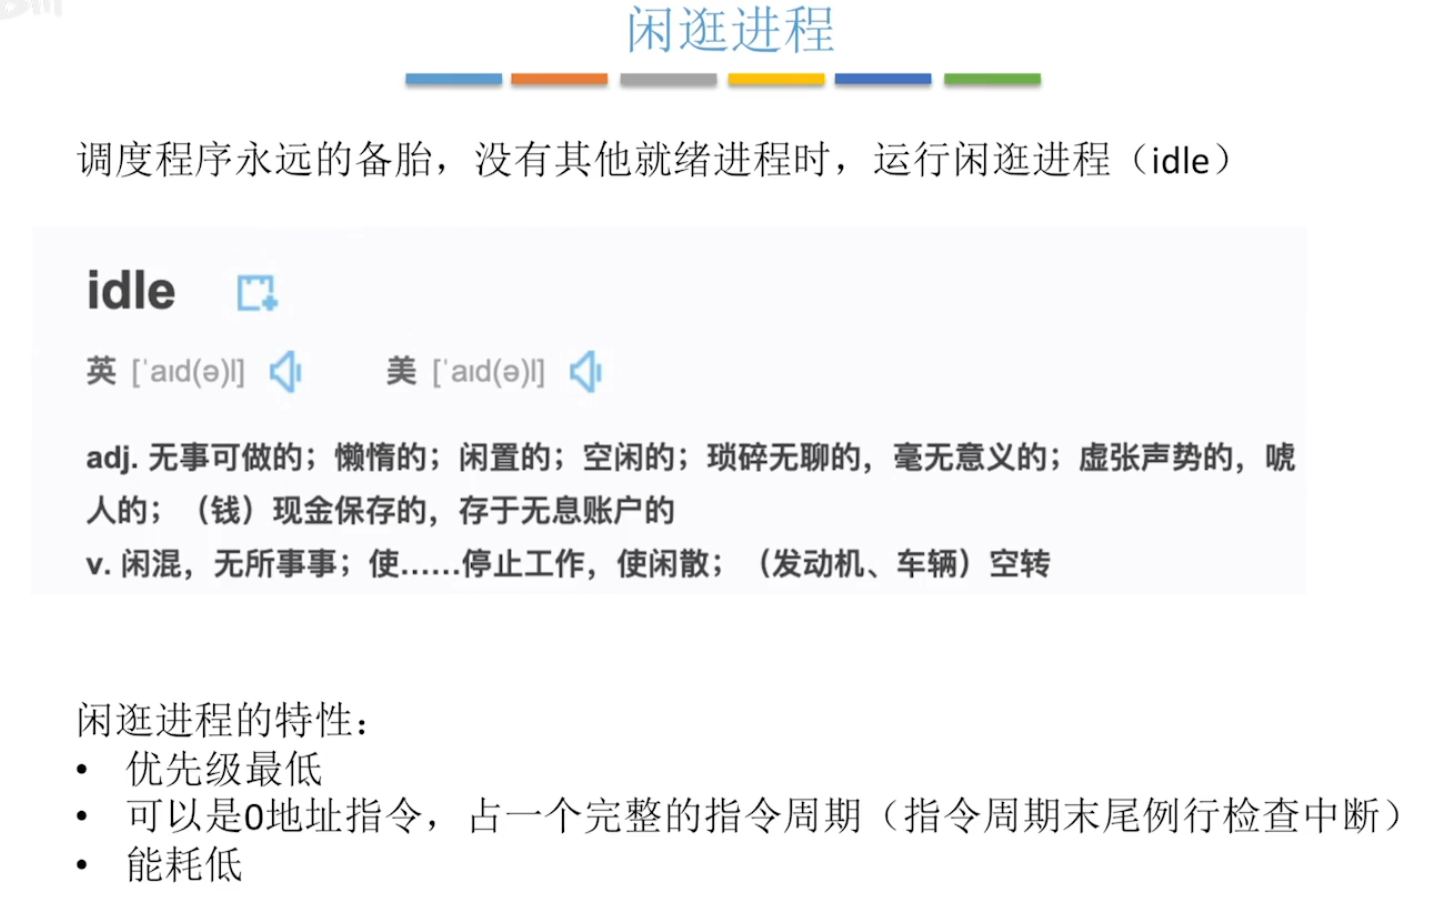 闲逛进程
调度程序永远的备胎，没有其他就绪进程时，运行闲逛进程（idle）
idle
英 [ˈaɪd(ə)l] 美 [ˈaɪd(ə)l]
adj. 无事可做的；懒惰的；闲置的；空闲的；琐碎无聊的，毫无意义的；虚张声势的，唬
人的；（钱）现金保存的，存于无息账户的
v. 闲混，无所事事；使……停止工作，使闲散；（发动机、车辆）空转
闲逛进程的特性：
• 优先级最低
• 可以是0地址指令，占一个完整的指令周期（指令周期末尾例行检查中断）
• 能耗低